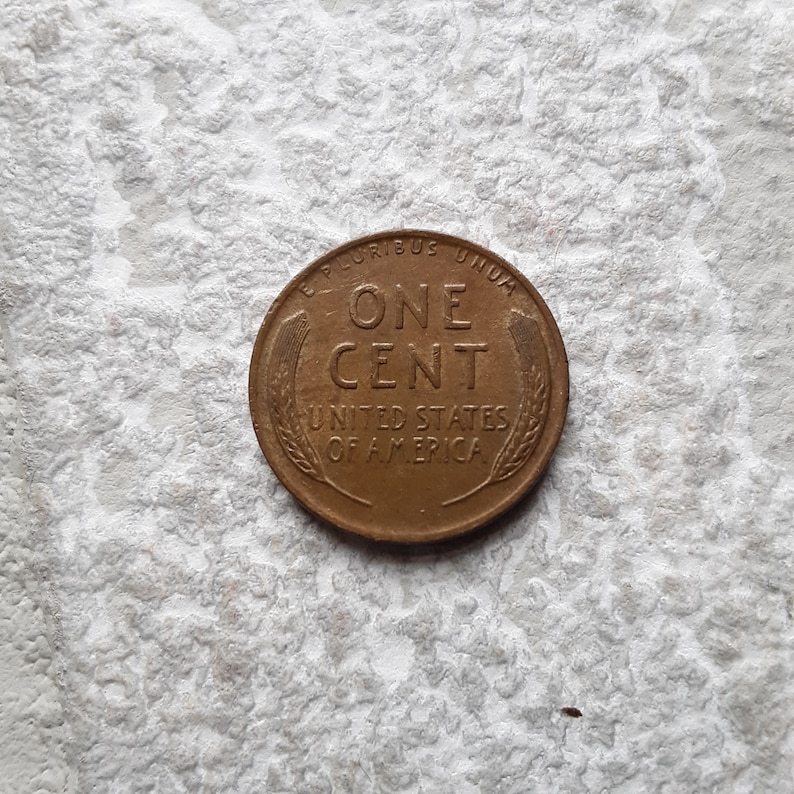 E PLURIBUS UNUM
ONE
CENT
UNITED STATES
OF AMERICA